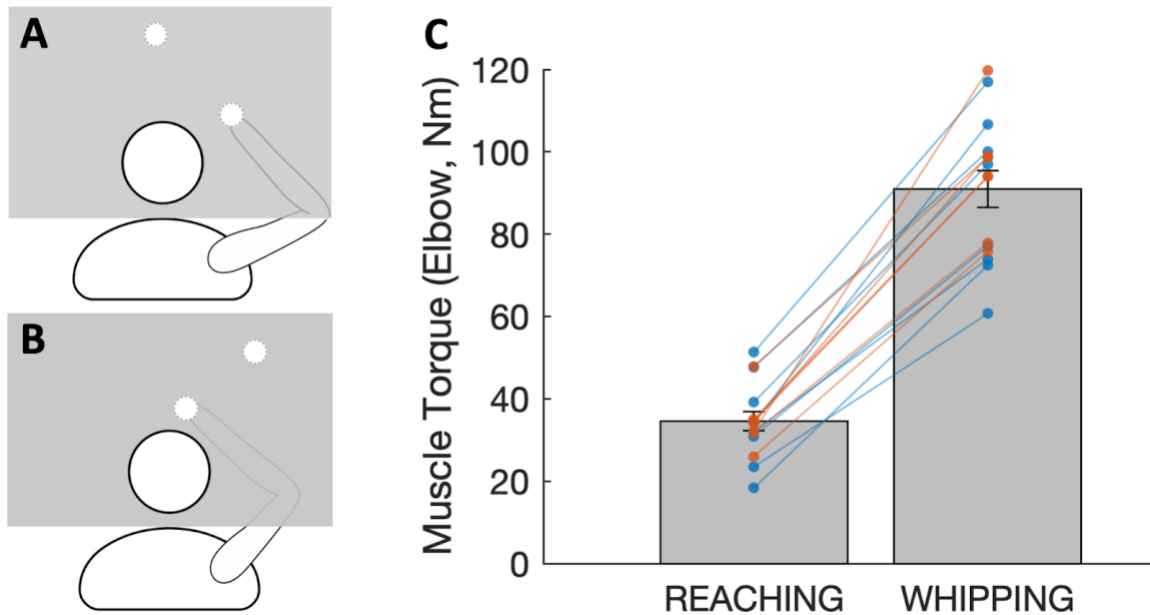 A
B
C
Muscle Torque (Elbow, Nm)
120
100
80
60
40
20
0
REACHING
WHIPPING